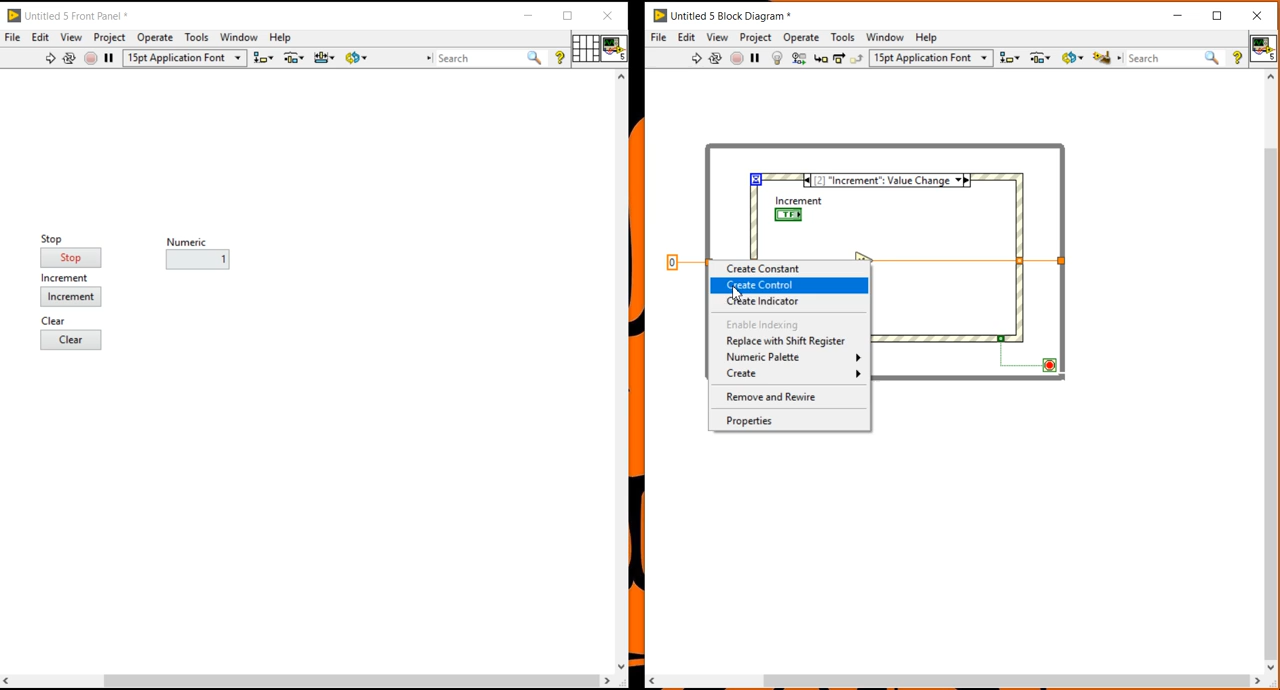 Untitled 5 Front Panel *
File Edit View Project Operate Tools Window Help
15pt Application Font
Search
?
5
Stop
Stop
Increment
Increment
Clear
Clear
Numeric
1
Untitled 5 Block Diagram *
File Edit View Project Operate Tools Window Help
15pt Application Font
Search
?
5
[2] "Increment": Value Change
Increment
TF
0
Create Constant
Create Control
Create Indicator
Enable Indexing
Replace with Shift Register
Numeric Palette
Create
Remove and Rewire
Properties